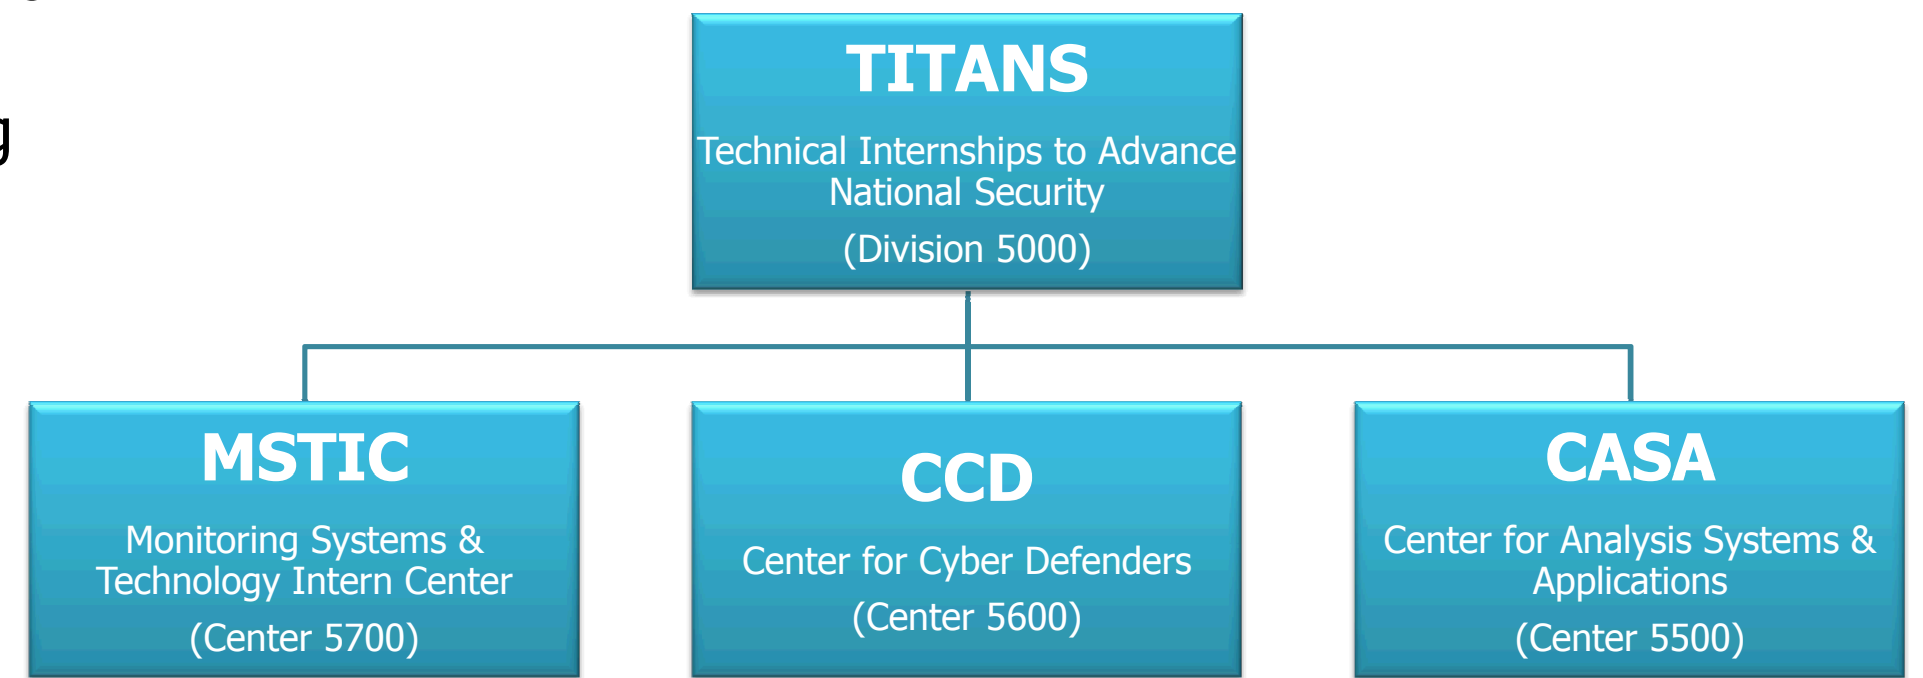 g
TITANS
Technical Internships to Advance
National Security
(Division 5000)
MSTIC
Monitoring Systems &
Technology Intern Center
(Center 5700)
CCD
Center for Cyber Defenders
(Center 5600)
CASA
Center for Analysis Systems &
Applications
(Center 5500)